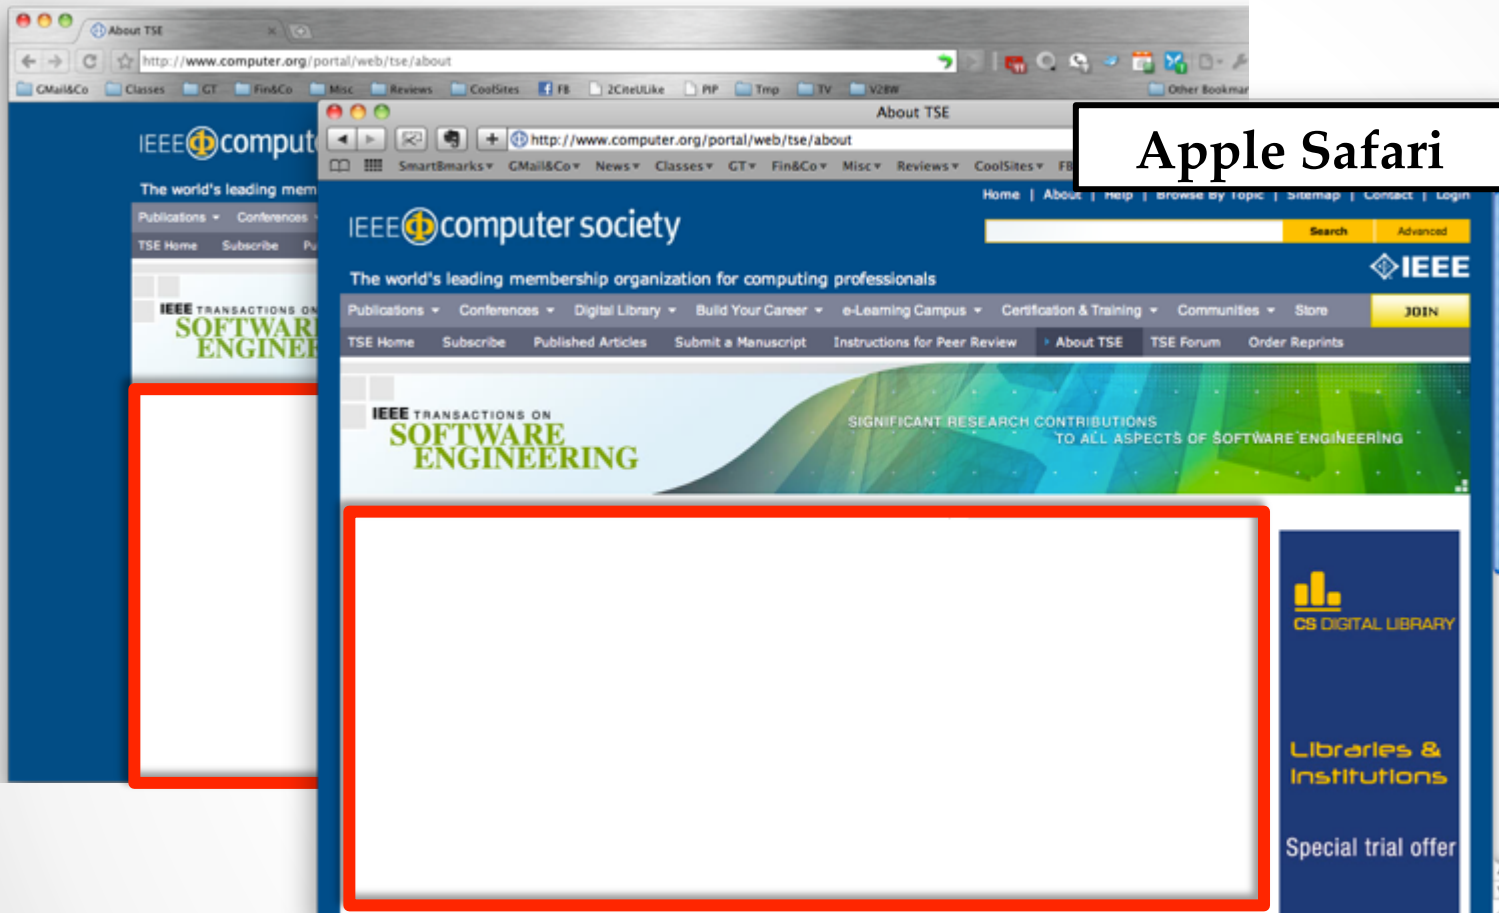 About TSE
http://www.computer.org/portal/web/tse/about
GMail&Co Classes GT Fin&Co Misc Reviews CoolSites FB 2CiteULike PIP Tmp TV V2BW Other Bookmar
IEEE comput
The world's leading mem
Publications Conferences
TSE Home Subscribe Pu
IEEE TRANSACTIONS ON
SOFTWAR
ENGINEE
About TSE
http://www.computer.org/portal/web/tse/about
SmartBmarks GMail&Co News Classes GT Fin&Co Misc Reviews CoolSites FB
Apple Safari
Home | About | Help | Browse By Topic | Sitemap | Contact | Login
IEEE computer society
Search Advanced
IEEE
The world's leading membership organization for computing professionals
Publications Conferences Digital Library Build Your Career e-Learning Campus Certification & Training Communities Store JOIN
TSE Home Subscribe Published Articles Submit a Manuscript Instructions for Peer Review About TSE TSE Forum Order Reprints
IEEE TRANSACTIONS ON
SOFTWARE
ENGINEERING
SIGNIFICANT RESEARCH CONTRIBUTIONS
TO ALL ASPECTS OF SOFTWARE ENGINEERING
CS DIGITAL LIBRARY
Libraries &
Institutions
Special trial offer